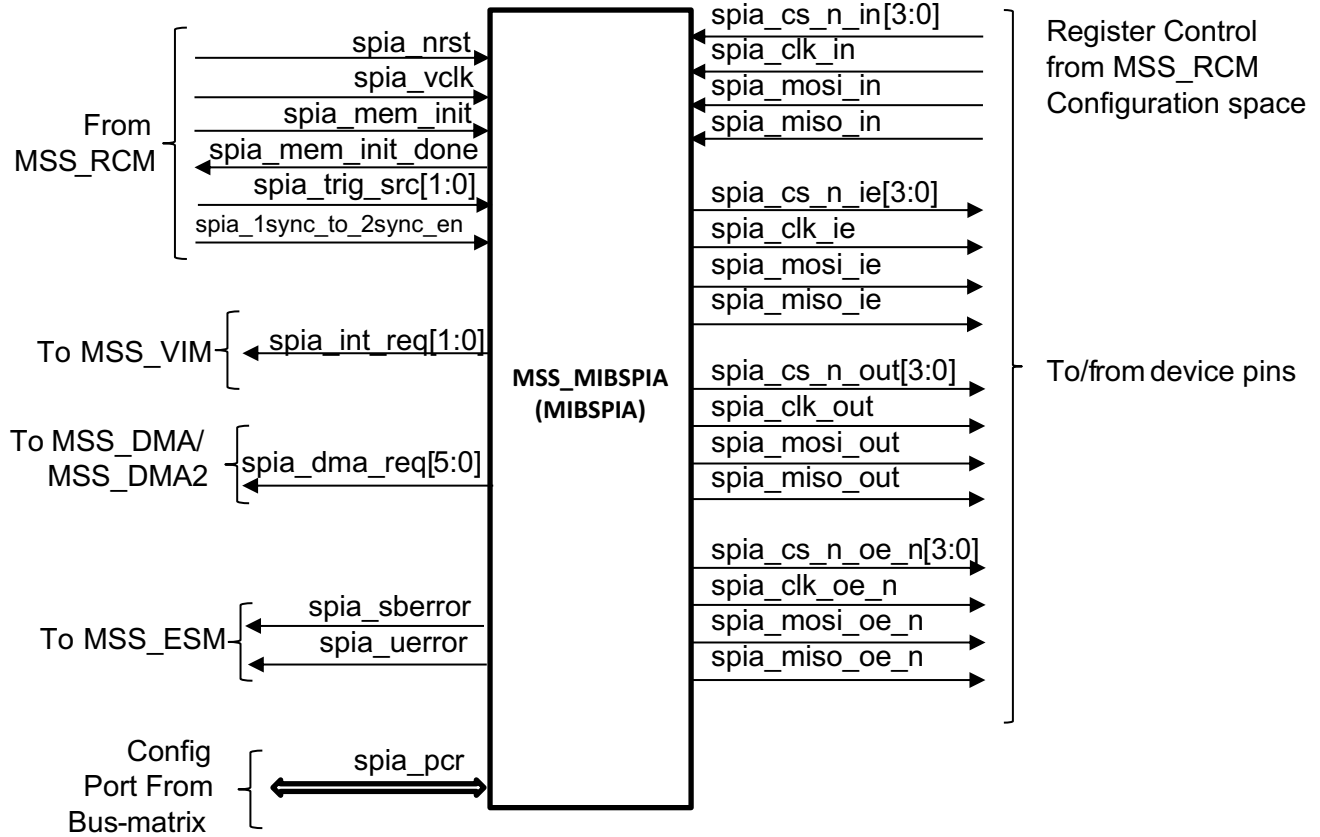 From
MSS_RCM
spia_nrst
spia_vclk
spia_mem_init
spia_mem_init_done
spia_trig_src[1:0]
spia_1sync_to_2sync_en
To MSS_VIM
spia_int_req[1:0]
To MSS_DMA/
MSS_DMA2
spia_dma_req[5:0]
To MSS_ESM
spia_sberror
spia_uerror
Config
Port From
Bus-matrix
spia_pcr
MSS_MIBSPIA
(MIBSPIA)
spia_cs_n_in[3:0]
spia_clk_in
spia_mosi_in
spia_miso_in
spia_cs_n_ie[3:0]
spia_clk_ie
spia_mosi_ie
spia_miso_ie
spia_cs_n_out[3:0]
spia_clk_out
spia_mosi_out
spia_miso_out
spia_cs_n_oe_n[3:0]
spia_clk_oe_n
spia_mosi_oe_n
spia_miso_oe_n
Register Control
from MSS_RCM
Configuration space
To/from device pins